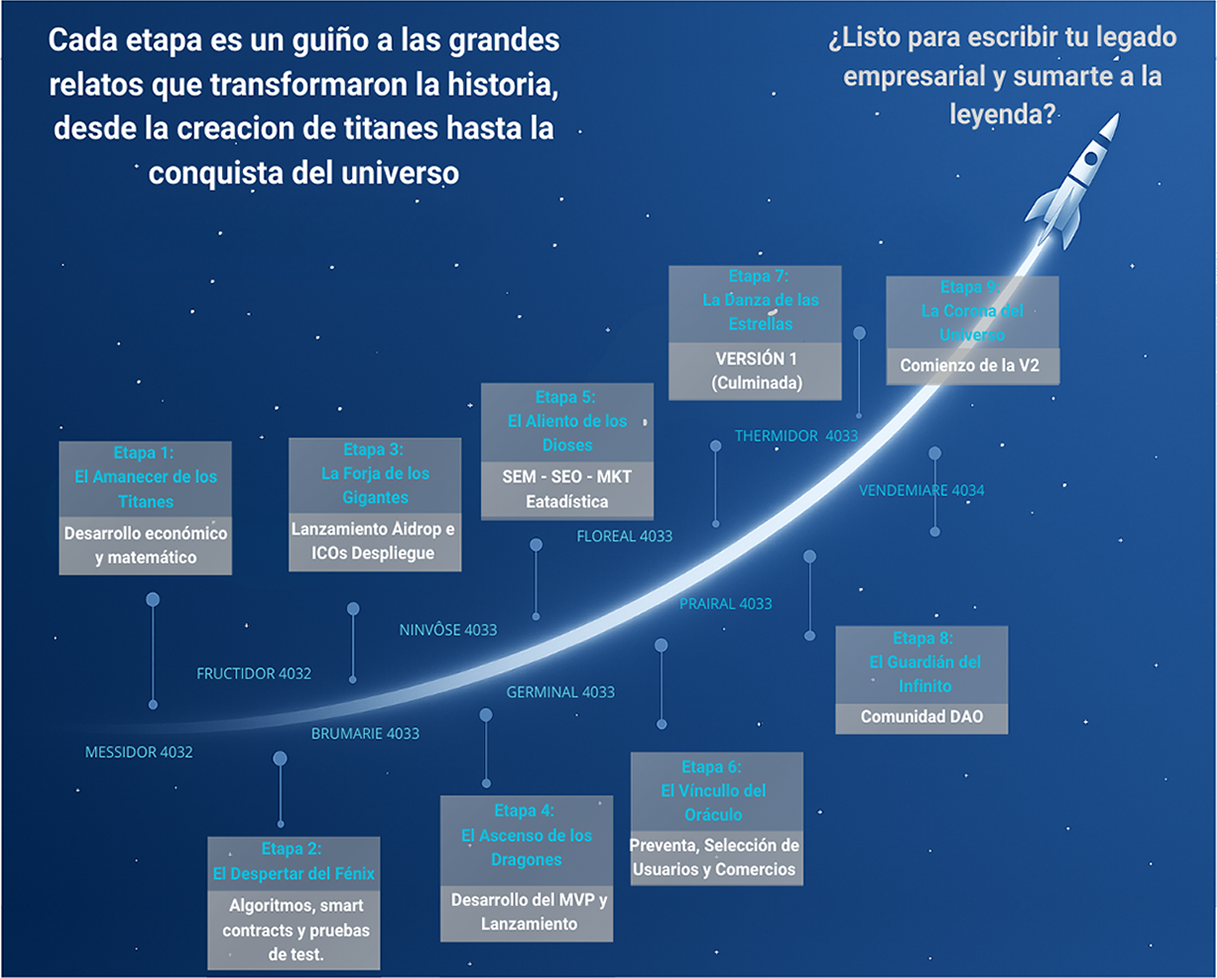 Cada etapa es un guiño a las grandes
relatos que transformaron la historia,
desde la creacion de titanes hasta la
conquista del universo
¿Listo para escribir tu legado
empresarial y sumarte a la
leyenda?
Etapa 1:
El Amanecer de los
Titanes
Desarrollo económico
y matemático
MESSIDOR 4032
Etapa 2:
El Despertar del Fénix
Algoritmos, smart
contracts y pruebas
de test.
FRUCTIDOR 4032
Etapa 3:
La Forja de los
Gigantes
Lanzamiento Aidrop e
ICOs Despliegue
BRUMARIE 4033
Etapa 4:
El Ascenso de los
Dragones
Desarrollo del MVP y
Lanzamiento
NINVÔSE 4033
Etapa 5:
El Aliento de los
Dioses
SEM - SEO - MKT
Eatadística
GERMINAL 4033
Etapa 6:
El Víncullo del
Oráculo
Preventa, Selección de
Usuarios y Comercios
FLOREAL 4033
Etapa 7:
La Danza de las
Estrellas
VERSIÓN 1
(Culminada)
PRAIRAL 4033
Etapa 8:
El Guardián del
Infinito
Comunidad DAO
THERMIDOR 4033
Etapa 9:
La Corona del
Universo
Comienzo de la V2
VENDEMIARE 4034